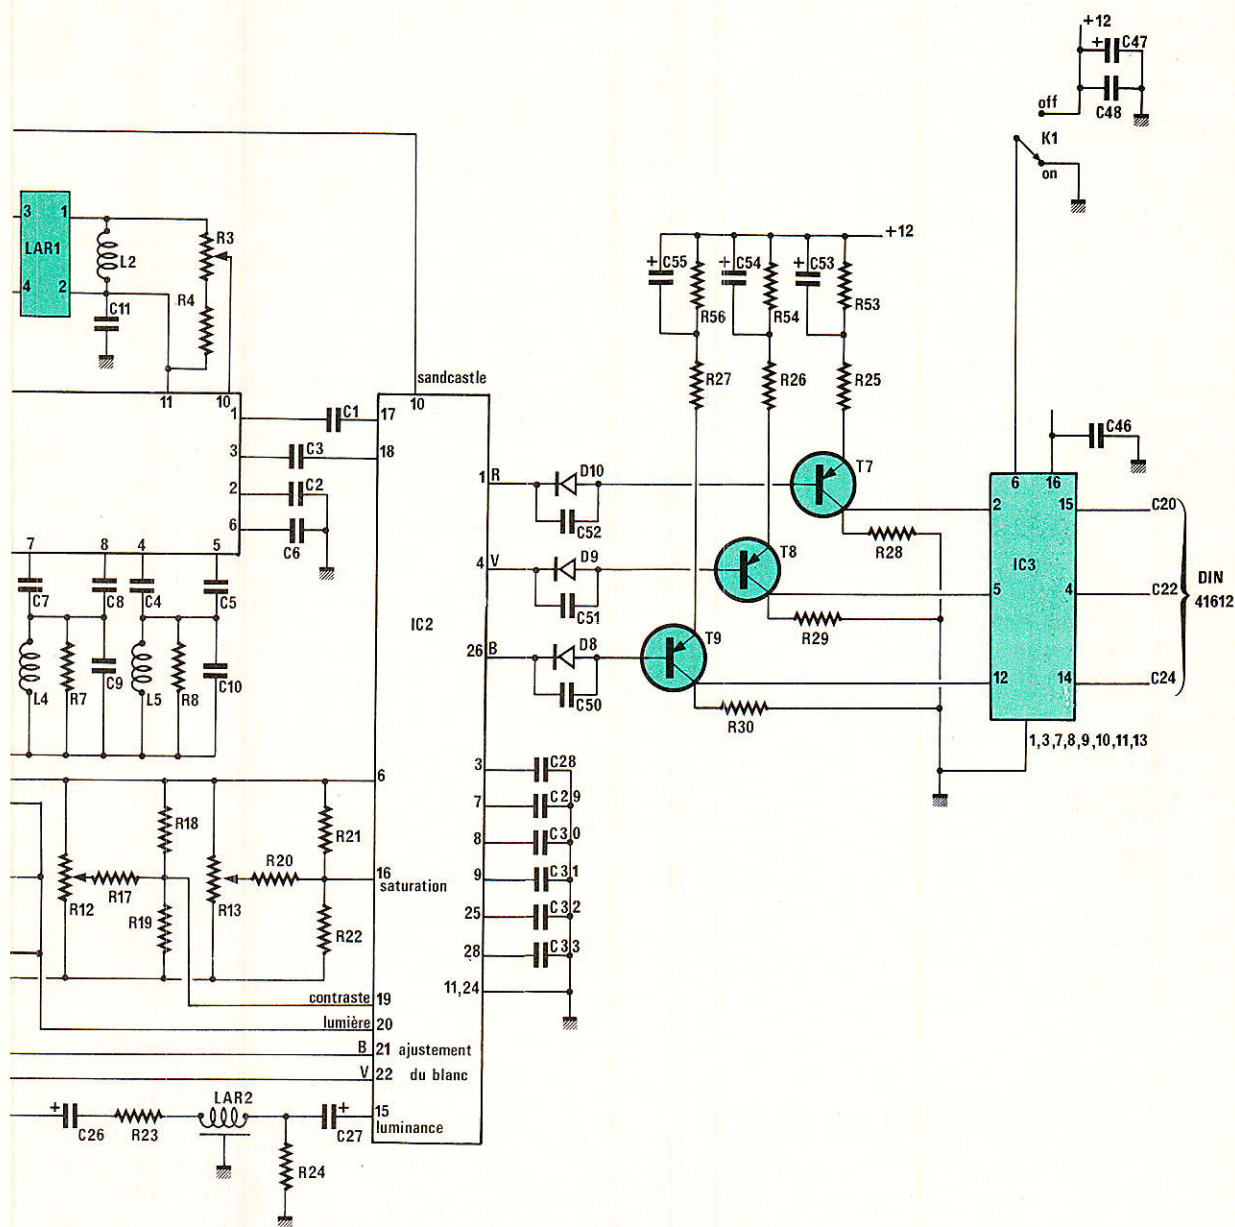 +12
+ C47
C48
off
K1
on
3 1
LAR1
4 2
L2
C11
R3
R4
+12
+ C55
+ C54
+ C53
R56
R54
R53
R27
R26
R25
11
10
sandcastle
10
1
C1
17
3
C3
18
2
C2
6
C6
7
8
4
5
C7
C8
C4
C5
L4
R7
C9
L5
R8
C10
IC2
1 R
D10
C52
4 V
D9
C51
26 B
D8
C50
T7
T8
T9
R28
R29
R30
C46
6
16
2
15
C20
IC3
5
4
C22
DIN
41612
12
14
C24
1,3,7,8,9,10,11,13
6
3
C28
7
C29
8
C30
9
C31
25
C32
28
C33
11,24
R18
R21
R20
R17
R12
R19
R13
R22
16
saturation
contraste 19
lumière 20
B 21 ajustement
V 22 du blanc
15
luminance
+
C26
R23
LAR2
R24
C27
+